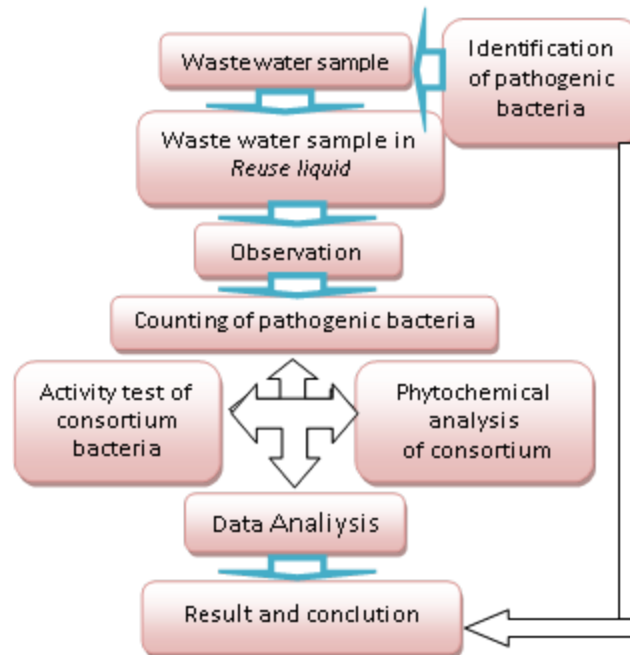 Wastewater sample
Identification
of pathogenic
bacteria
Waste water sample in
Reuse liquid
Observation
Counting of pathogenic bacteria
Activity test of
consortium
bacteria
Phytochemical
analysis
of consortium
Data Analiysis
Result and conclution